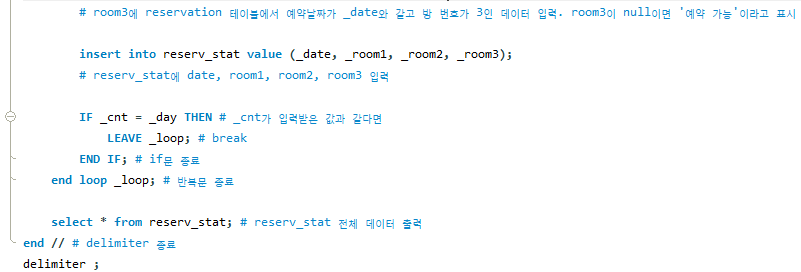 # room3에 reservation 테이블에서 예약날짜가 _date와 같고 방 번호가 3인 데이터 입력. room3이 null이면 '예약 가능'이라고 표시
insert into reserv_stat value (_date, _room1, _room2, _room3);
# reserv_stat에 date, room1, room2, room3 입력
IF _cnt = _day THEN # _cnt가 입력받은 값과 같다면
LEAVE _loop; # break
END IF; # if문 종료
end loop _loop; # 반복문 종료
select * from reserv_stat; # reserv_stat 전체 데이터 출력
end // # delimiter 종료
delimiter ;